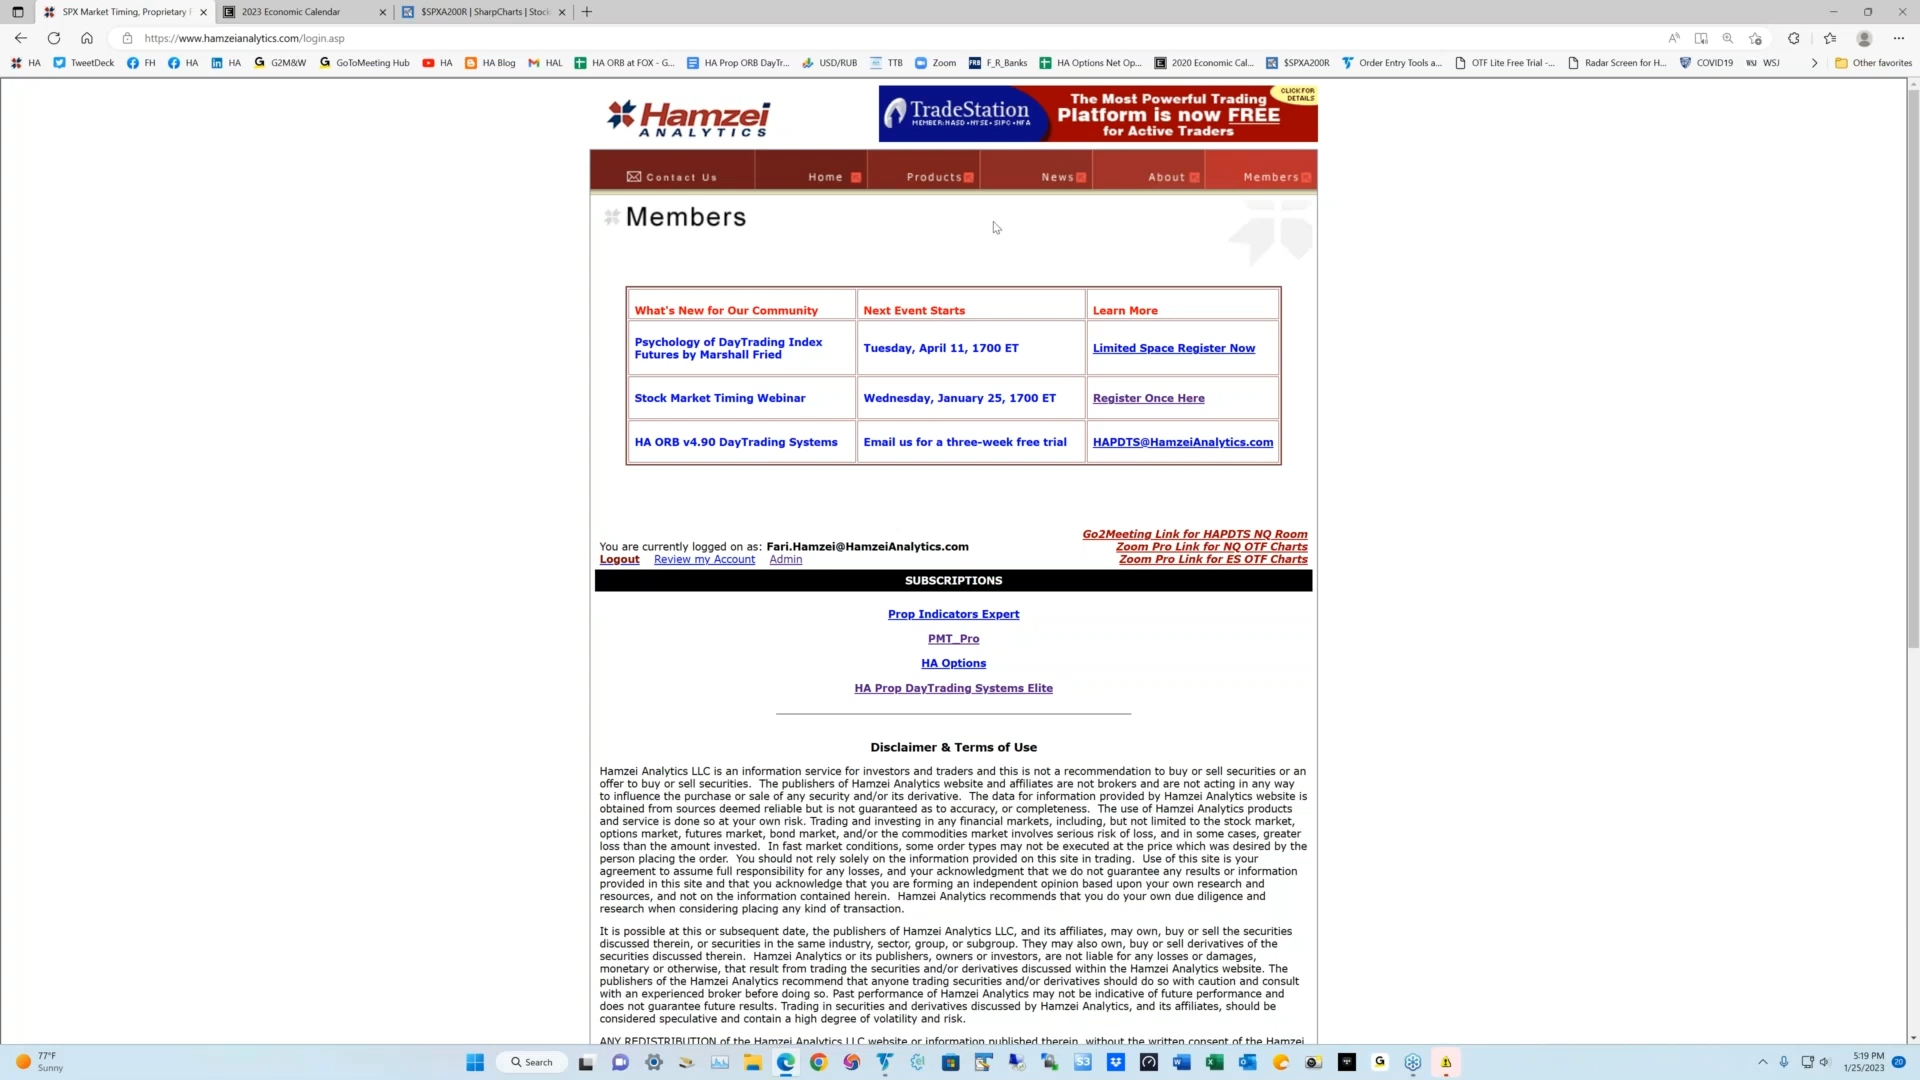 SPX Market Timing, Proprietary
2023 Economic Calendar
$SPXA200R | SharpCharts | Stock
https://www.hamzeianalytics.com/login.asp
HA
TweetDeck
FH
HA
HA
G2M&W
GoToMeeting Hub
HA
HA Blog
HAL
HA ORB at FOX - G...
HA Prop ORB DayTr...
USD/RUB
TTB
Zoom
F_R_Banks
HA Options Net Op...
2020 Economic Cal...
$SPXA200R
Order Entry Tools a...
OTF Lite Free Trial -...
Radar Screen for H...
COVID19
WSJ
Other favorites
Hamzei
ANALYTICS
TradeStation
MEMBER: NASD • NYSE • SIPC • NFA
The Most Powerful Trading
Platform is now FREE
for Active Traders
CLICK FOR
DETAILS
Contact Us
Home
Products
News
About
Members
Members
What's New for Our Community
Next Event Starts
Learn More
Psychology of DayTrading Index
Futures by Marshall Fried
Tuesday, April 11, 1700 ET
Limited Space Register Now
Stock Market Timing Webinar
Wednesday, January 25, 1700 ET
Register Once Here
HA ORB v4.90 DayTrading Systems
Email us for a three-week free trial
HAPDTS@HamzeiAnalytics.com
Go2Meeting Link for HAPDTS NQ Room
You are currently logged on as: Fari.Hamzei@HamzeiAnalytics.com
Zoom Pro Link for NQ OTF Charts
Logout Review my Account Admin
Zoom Pro Link for ES OTF Charts
SUBSCRIPTIONS
Prop Indicators Expert
PMT_Pro
HA Options
HA Prop DayTrading Systems Elite
Disclaimer & Terms of Use
Hamzei Analytics LLC is an information service for investors and traders and this is not a recommendation to buy or sell securities or an
offer to buy or sell securities.  The publishers of Hamzei Analytics website and affiliates are not brokers and are not acting in any way
to influence the purchase or sale of any security and/or its derivative.  The data for information provided by Hamzei Analytics website is
obtained from sources deemed reliable but is not guaranteed as to accuracy, or completeness.  The use of Hamzei Analytics products
and service is done so at your own risk. Trading and investing in any financial markets, including, but not limited to the stock market,
options market, futures market, bond market, and/or the commodities market involves serious risk of loss, and in some cases, greater
loss than the amount invested.  In fast market conditions, some order types may not be executed at the price which was desired by the
person placing the order.  You should not rely solely on the information provided on this site in trading.  Use of this site is your
agreement to assume full responsibility for any losses, and your acknowledgment that we do not guarantee any results or information
provided in this site and that you acknowledge that you are forming an independent opinion based upon your own research and
resources, and not on the information contained herein.  Hamzei Analytics recommends that you do your own due diligence and
research when considering placing any kind of transaction.
It is possible at this or subsequent date, the publishers of Hamzei Analytics LLC, and its affiliates, may own, buy or sell the securities
discussed therein, or securities in the same industry, sector, group, or subgroup. They may also own, buy or sell derivatives of the
securities discussed therein.  Hamzei Analytics or its publishers, owners or investors, are not liable for any losses or damages,
monetary or otherwise, that result from trading the securities and/or derivatives discussed within the Hamzei Analytics website. The
publishers of the Hamzei Analytics recommend that anyone trading securities and/or derivatives should do so with caution and consult
with an experienced broker before doing so. Past performance of Hamzei Analytics may not be indicative of future performance and
does not guarantee future results. Trading in securities and derivatives discussed by Hamzei Analytics, and its affiliates, should be
considered speculative and contain a high degree of volatility and risk.
ANY REDISTRIBUTION of the Hamzei Analytics LLC website or information published therein, without the written consent of the Hamzei
77°F
Sunny
Search
5:19 PM
1/25/2023
20